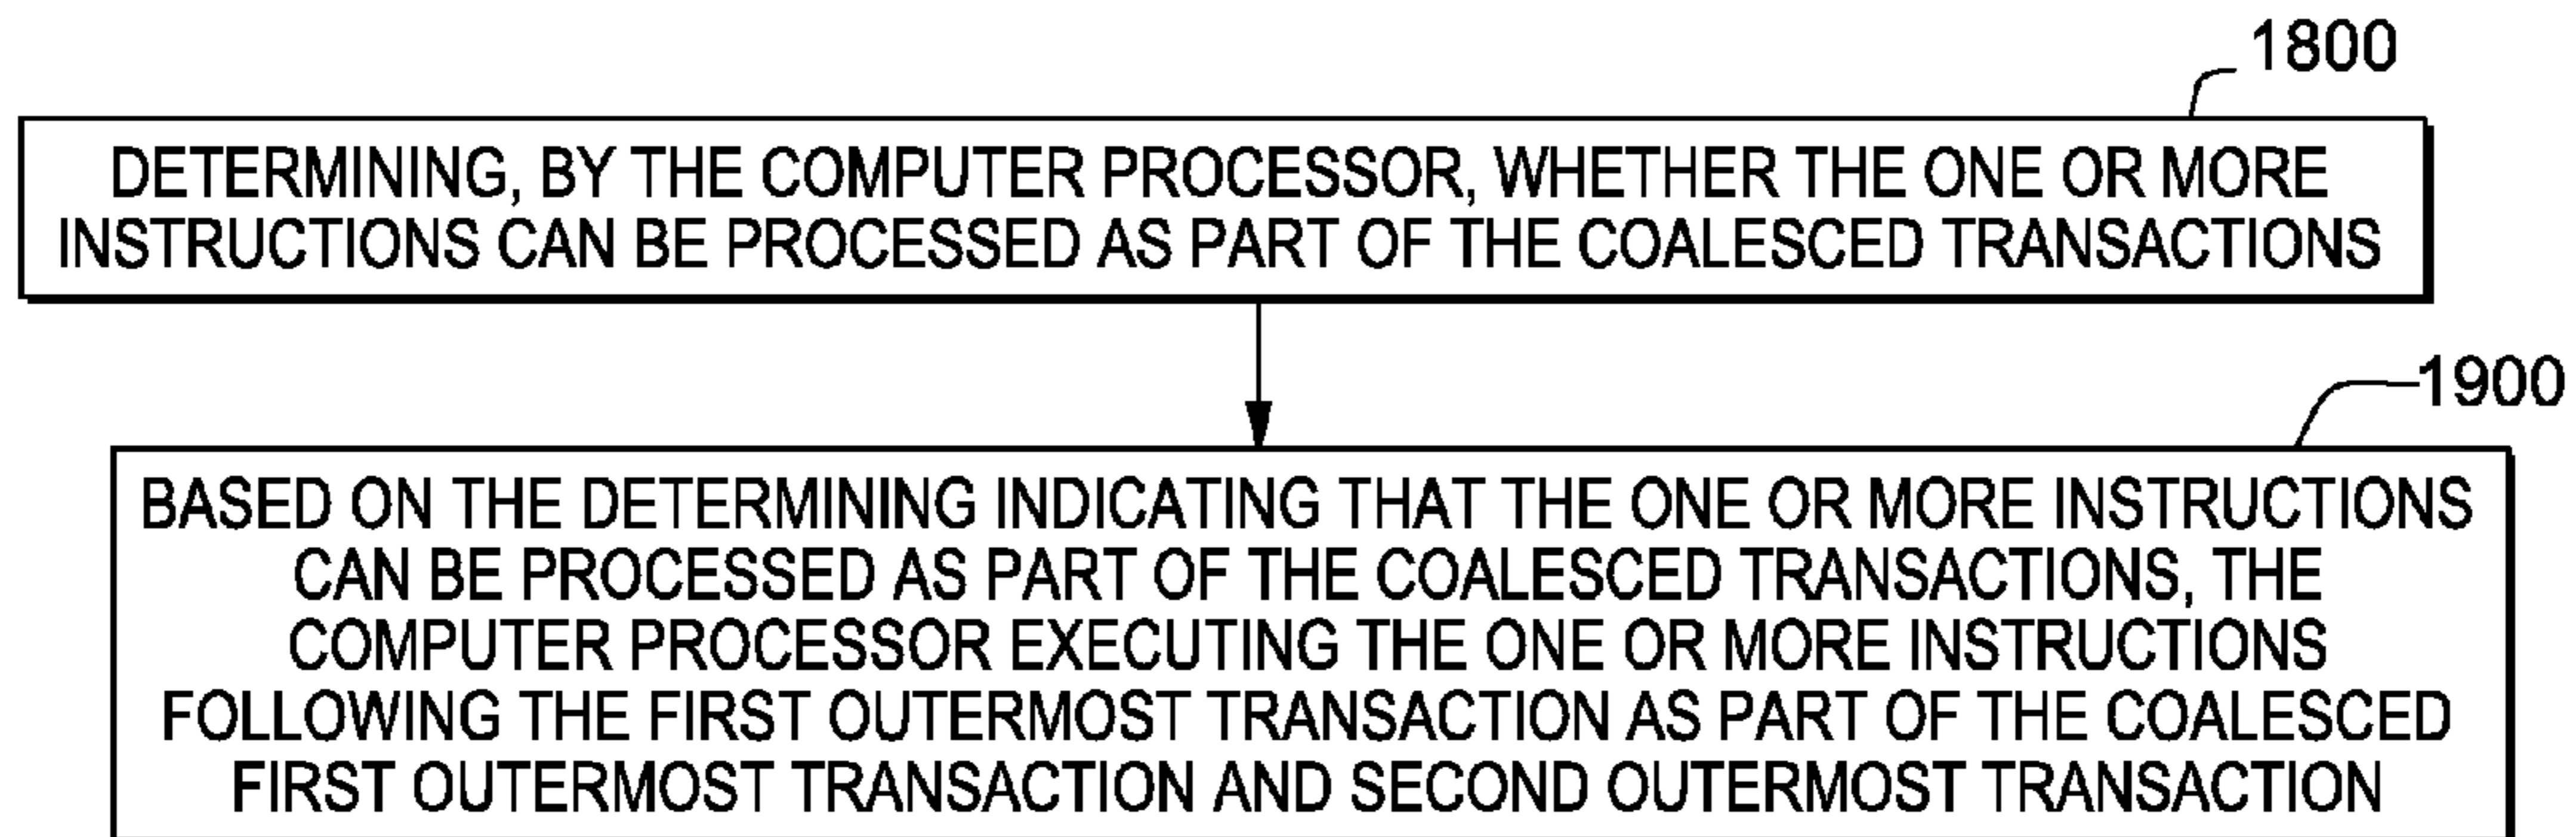 1800
DETERMINING, BY THE COMPUTER PROCESSOR, WHETHER THE ONE OR MORE
INSTRUCTIONS CAN BE PROCESSED AS PART OF THE COALESCED TRANSACTIONS
1900
BASED ON THE DETERMINING INDICATING THAT THE ONE OR MORE INSTRUCTIONS
CAN BE PROCESSED AS PART OF THE COALESCED TRANSACTIONS, THE
COMPUTER PROCESSOR EXECUTING THE ONE OR MORE INSTRUCTIONS
FOLLOWING THE FIRST OUTERMOST TRANSACTION AS PART OF THE COALESCED
FIRST OUTERMOST TRANSACTION AND SECOND OUTERMOST TRANSACTION